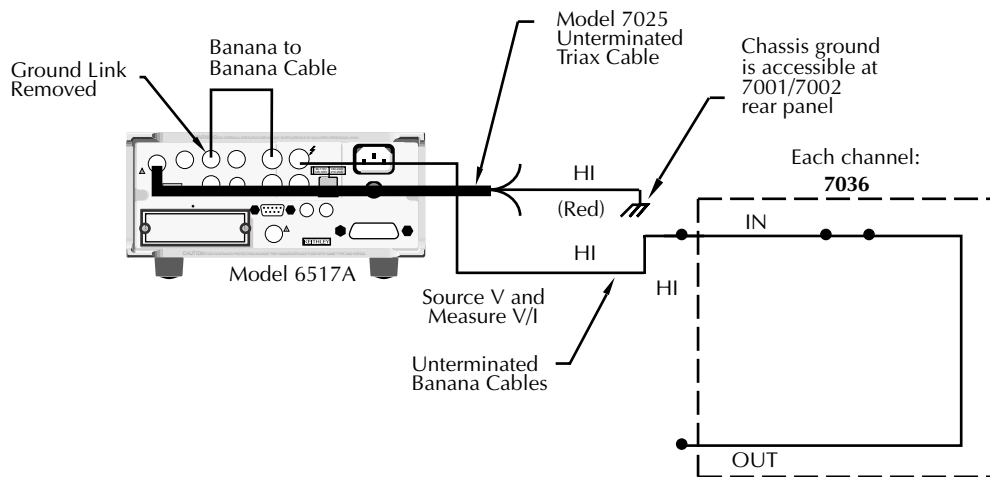 Model 7025
Unterminated
Triax Cable
Banana to
Banana Cable
Ground Link
Removed
Chassis ground
is accessible at
7001/7002
rear panel
Each channel:
7036
HI
(Red)
IN
HI
HI
Model 6517A
Source V and
Measure V/I
Unterminated
Banana Cables
OUT